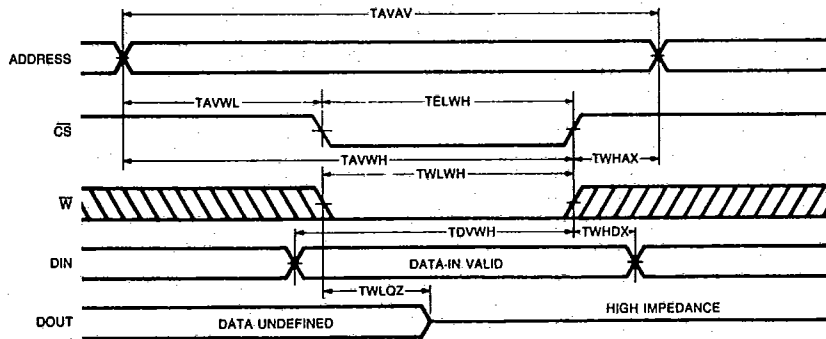 TAVAV
ADDRESS
TAVWL
TELWH
CS
TAVWH
TWHAX
TWLWH
W
TDVWH
TWHDX
DIN
DATA-IN VALID
TWLQZ
DOUT
DATA UNDEFINED
HIGH IMPEDANCE